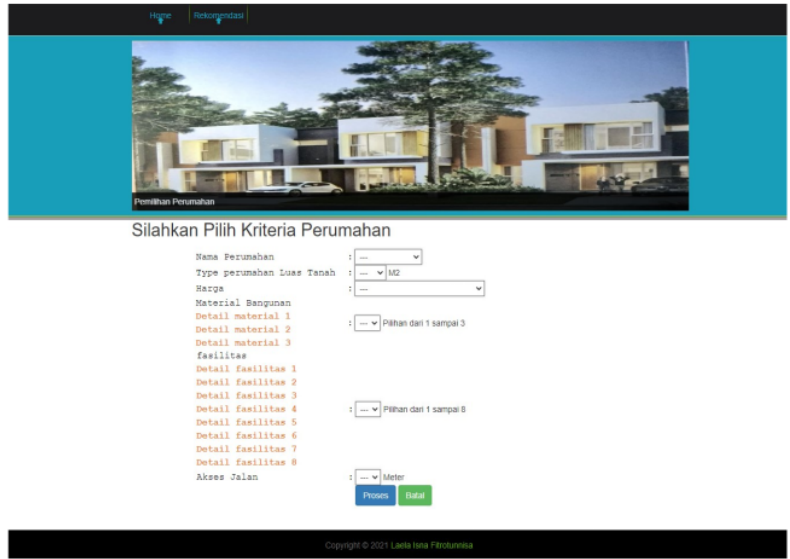 Home Rekomendasi
Pemilihan Perumahan
Silahkan Pilih Kriteria Perumahan
Nama Perumahan : ---
Type perumahan Luas Tanah : --- M2
Harga : ---
Material Bangunan
Detail material 1
Detail material 2
Detail material 3
: --- Pilihan dari 1 sampai 3
fasilitas
Detail fasilitas 1
Detail fasilitas 2
Detail fasilitas 3
Detail fasilitas 4
Detail fasilitas 5
Detail fasilitas 6
Detail fasilitas 7
Detail fasilitas 8
: --- Pilihan dari 1 sampai 8
Akses Jalan : --- Meter
Proses Batal
Copyright © 2021 Laela Isna Fitrotunnisa